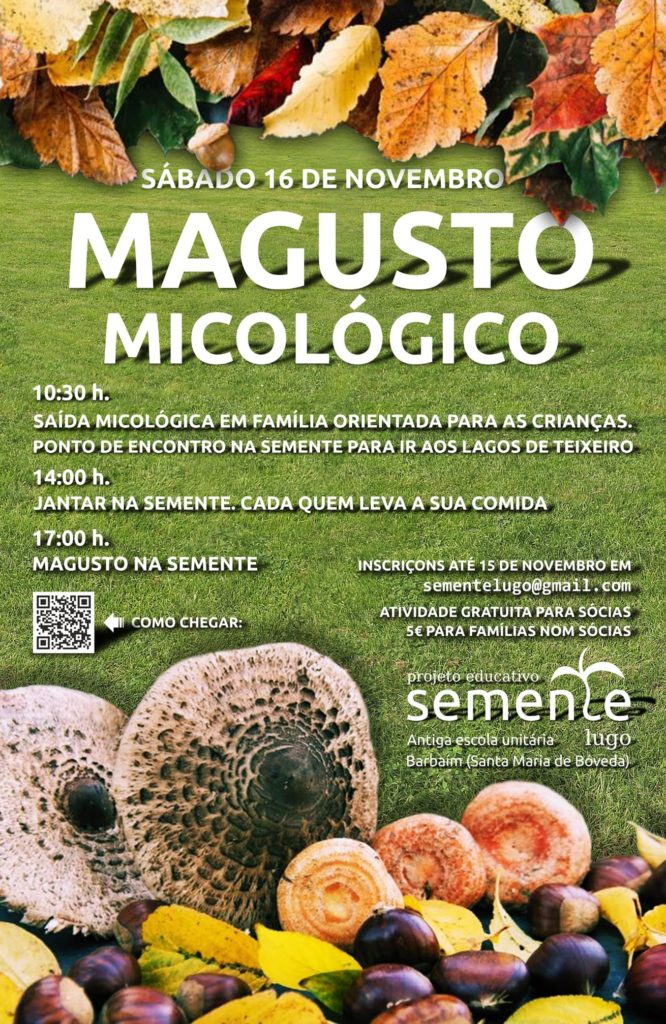 SÁBADO 16 DE NOVEMBRO
MAGUSTO
MICOLÓGICO
10:30 h.
SAÍDA MICOLÓGICA EM FAMÍLIA ORIENTADA PARA AS CRIANÇAS.
PONTO DE ENCONTRO NA SEMENTE PARA IR AOS LAGOS DE TEIXEIRO
14:00 h.
JANTAR NA SEMENTE. CADA QUEM LEVA A SUA COMIDA
17:00 h.
MAGUSTO NA SEMENTE
INSCRIÇONS ATÉ 15 DE NOVEMBRO EM
sementelugo@gmail.com
ATIVIDADE GRATUITA PARA SÓCIAS
5€ PARA FAMÍLIAS NOM SÓCIAS
COMO CHEGAR:
projeto educativo
semente
lugo
Antiga escola unitária
Barbaím (Santa Maria de Bóveda)